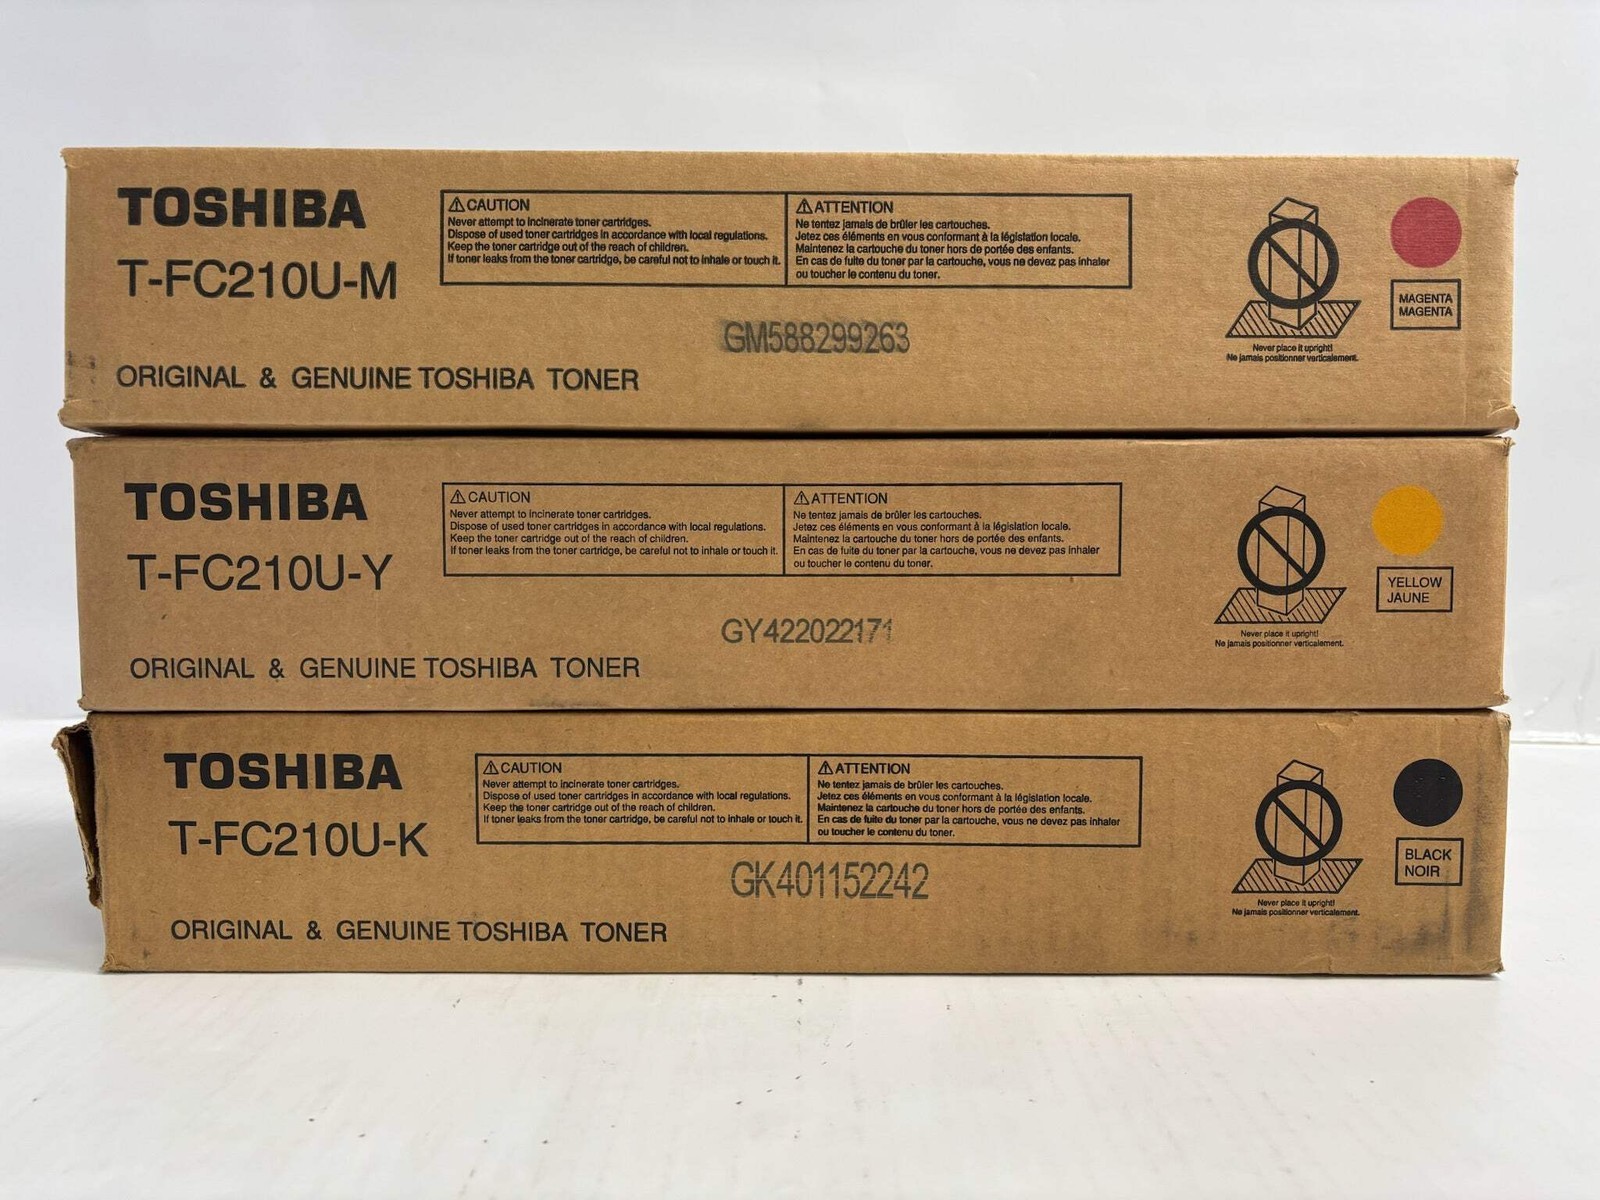 TOSHIBA
T-FC210U-M
ORIGINAL & GENUINE TOSHIBA TONER
⚠CAUTION
Never attempt to incinerate toner cartridges.
Dispose of used toner cartridges in accordance with local regulations.
Keep the toner cartridge out of the reach of children.
If toner leaks from the toner cartridge, be careful not to inhale or touch it.
⚠ATTENTION
Ne tentez jamais de brûler les cartouches.
Jetez ces éléments en vous conformant à la législation locale.
Maintenez la cartouche du toner hors de portée des enfants.
En cas de fuite du toner par la cartouche, vous ne devez pas inhaler
ou toucher le contenu du toner.
GM588299263
Never place it upright!
Ne jamais positionner verticalement.
MAGENTA
MAGENTA
TOSHIBA
T-FC210U-Y
ORIGINAL & GENUINE TOSHIBA TONER
⚠CAUTION
Never attempt to incinerate toner cartridges.
Dispose of used toner cartridges in accordance with local regulations.
Keep the toner cartridge out of the reach of children.
If toner leaks from the toner cartridge, be careful not to inhale or touch it.
⚠ATTENTION
Ne tentez jamais de brûler les cartouches.
Jetez ces éléments en vous conformant à la législation locale.
Maintenez la cartouche du toner hors de portée des enfants.
En cas de fuite du toner par la cartouche, vous ne devez pas inhaler
ou toucher le contenu du toner.
GY422022171
Never place it upright!
Ne jamais positionner verticalement.
YELLOW
JAUNE
TOSHIBA
T-FC210U-K
ORIGINAL & GENUINE TOSHIBA TONER
⚠CAUTION
Never attempt to incinerate toner cartridges.
Dispose of used toner cartridges in accordance with local regulations.
Keep the toner cartridge out of the reach of children.
If toner leaks from the toner cartridge, be careful not to inhale or touch it.
⚠ATTENTION
Ne tentez jamais de brûler les cartouches.
Jetez ces éléments en vous conformant à la législation locale.
Maintenez la cartouche du toner hors de portée des enfants.
En cas de fuite du toner par la cartouche, vous ne devez pas inhaler
ou toucher le contenu du toner.
GK401152242
Never place it upright!
Ne jamais positionner verticalement.
BLACK
NOIR